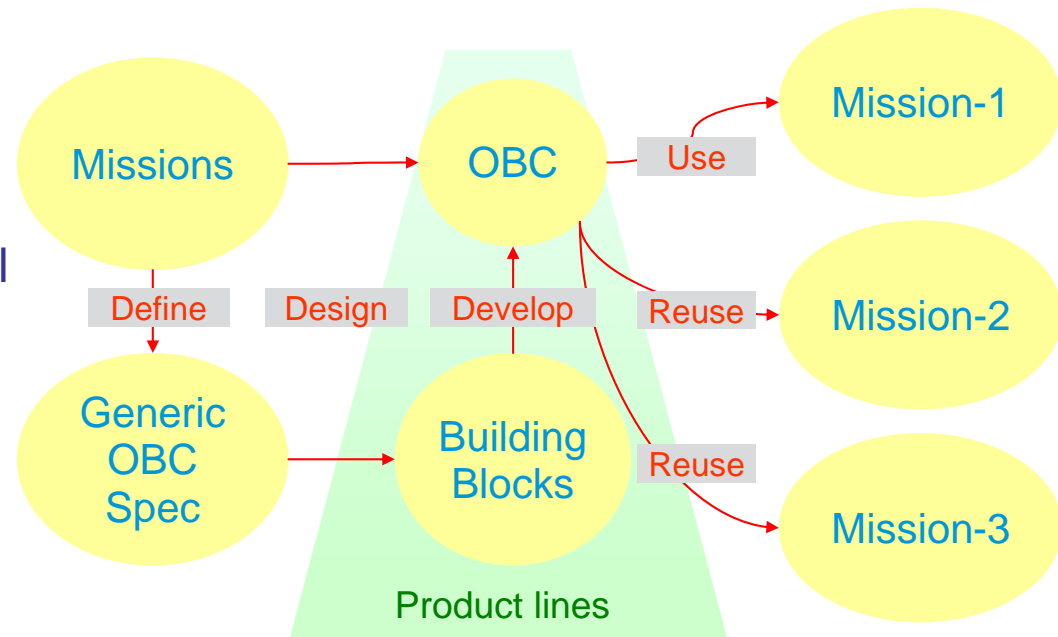 Missions
OBC
Mission-1
Use
Define
Design
Develop
Reuse
Mission-2
Generic
OBC
Spec
Building
Blocks
Reuse
Mission-3
Product lines